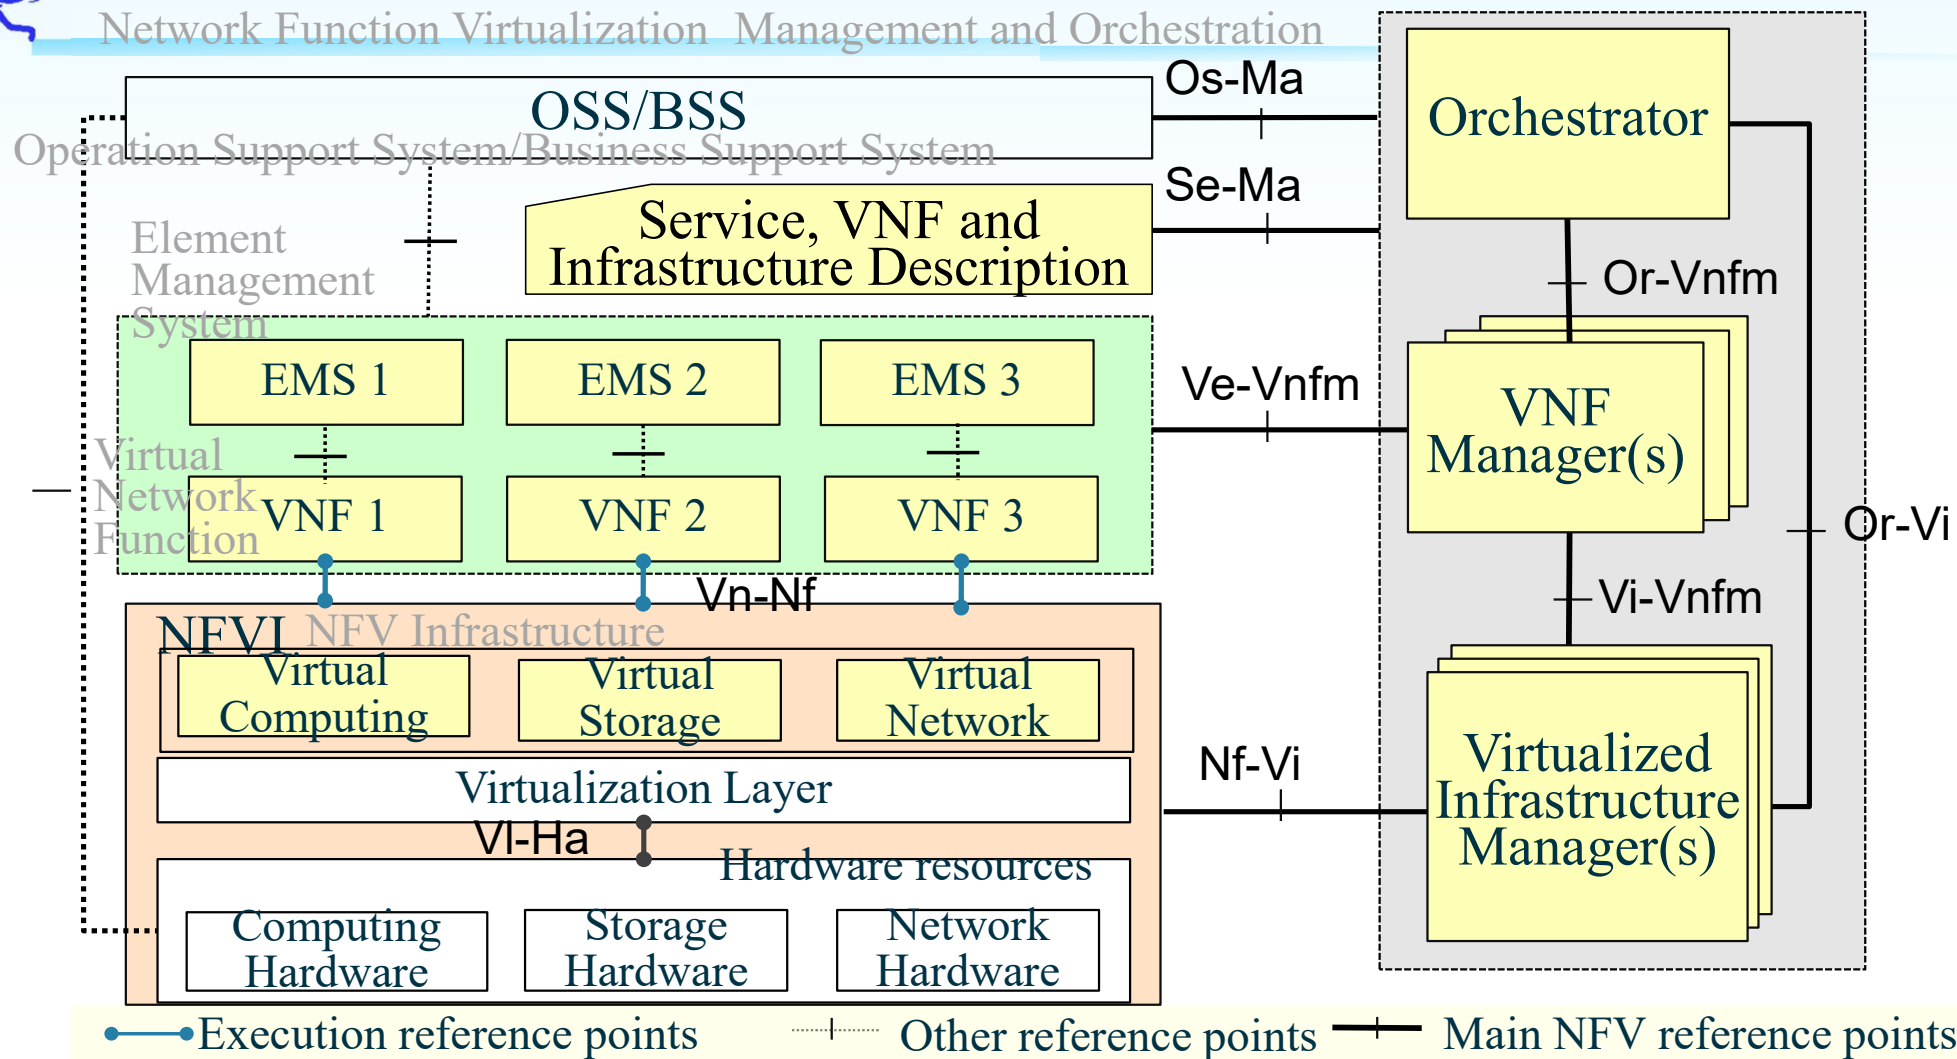 Network Function Virtualization  Management and Orchestration
OSS/BSS
Operation Support System/Business Support System
Os-Ma
Orchestrator
Se-Ma
Service, VNF and
Infrastructure Description
Element
Management
System
Or-Vnfm
EMS 1
EMS 2
EMS 3
Ve-Vnfm
VNF
Manager(s)
Virtual
Network
Function
VNF 1
VNF 2
VNF 3
Or-Vi
Vn-Nf
Vi-Vnfm
NFVI
NFV Infrastructure
Virtual
Computing
Virtual
Storage
Virtual
Network
Nf-Vi
Virtualized
Infrastructure
Manager(s)
Virtualization Layer
Vl-Ha
Hardware resources
Computing
Hardware
Storage
Hardware
Network
Hardware
Execution reference points
Other reference points
Main NFV reference points